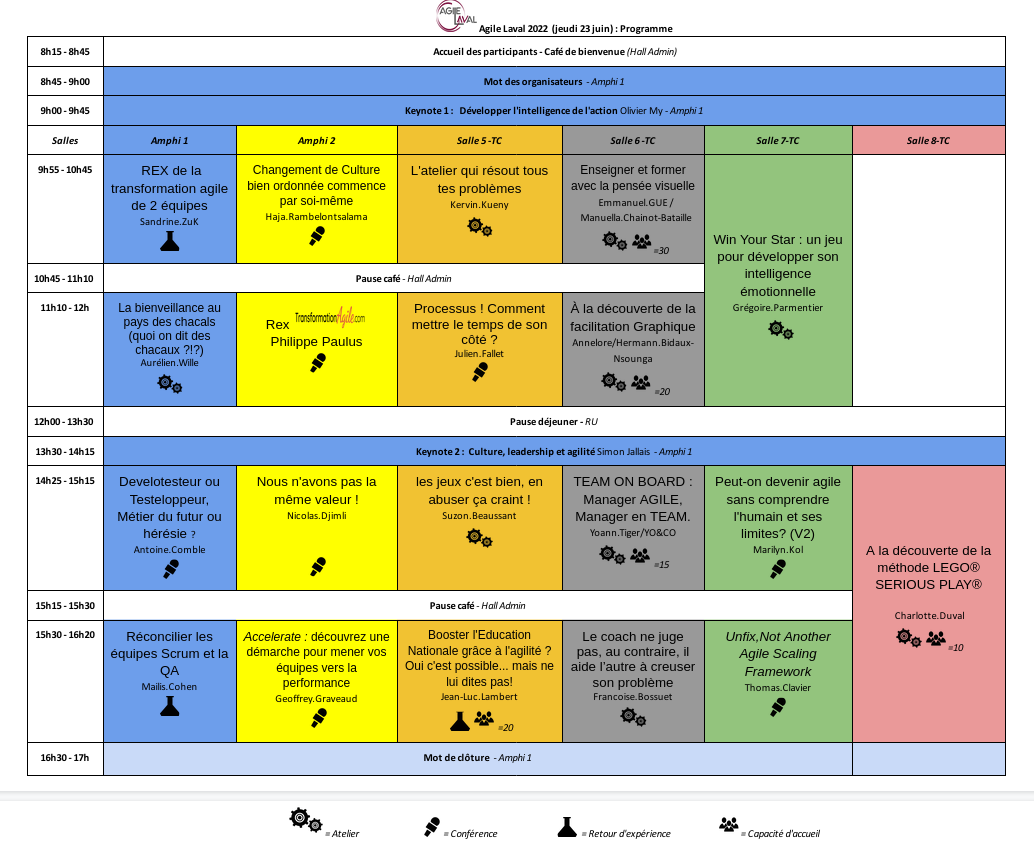 AGILE
LAVAL
Agile Laval 2022 (jeudi 23 juin) : Programme
8h15 - 8h45
Accueil des participants - Café de bienvenue (Hall Admin)
8h45 - 9h00
Mot des organisateurs - Amphi 1
9h00 - 9h45
Keynote 1 : Développer l'intelligence de l'action Olivier My - Amphi 1
Salles
Amphi 1
Amphi 2
Salle 5 -TC
Salle 6 -TC
Salle 7-TC
Salle 8-TC
9h55 - 10h45
REX de la
transformation agile
de 2 équipes
Sandrine.ZuK
Changement de Culture
bien ordonnée commence
par soi-même
Haja.Rambelontsalama
L'atelier qui résout tous
tes problèmes
Kervin.Kueny
Enseigner et former
avec la pensée visuelle
Emmanuel.GUE /
Manuella.Chainot-Bataille
=30
Win Your Star : un jeu
pour développer son
intelligence
émotionnelle
Grégoire.Parmentier
10h45 - 11h10
Pause café - Hall Admin
11h10 - 12h
La bienveillance au
pays des chacals
(quoi on dit des
chacaux ?!?)
Aurélien.Wille
Rex TransformationAgile.com
Philippe Paulus
Processus ! Comment
mettre le temps de son
côté ?
Julien.Fallet
À la découverte de la
facilitation Graphique
Annelore/Hermann.Bidaux-
Nsounga
=20
12h00 - 13h30
Pause déjeuner - RU
13h30 - 14h15
Keynote 2 : Culture, leadership et agilité Simon Jallais - Amphi 1
14h25 - 15h15
Develotesteur ou
Testeloppeur,
Métier du futur ou
hérésie ?
Antoine.Comble
Nous n'avons pas la
même valeur !
Nicolas.Djimli
les jeux c'est bien, en
abuser ça craint !
Suzon.Beaussant
TEAM ON BOARD :
Manager AGILE,
Manager en TEAM.
Yoann.Tiger/YO&CO
=15
Peut-on devenir agile
sans comprendre
l'humain et ses
limites? (V2)
Marilyn.Kol
A la découverte de la
méthode LEGO®
SERIOUS PLAY®
Charlotte.Duval
=10
15h15 - 15h30
Pause café - Hall Admin
15h30 - 16h20
Réconcilier les
équipes Scrum et la
QA
Mailis.Cohen
Accelerate : découvrez une
démarche pour mener vos
équipes vers la
performance
Geoffrey.Graveaud
Booster l'Education
Nationale grâce à l'agilité ?
Oui c'est possible... mais ne
lui dites pas!
Jean-Luc.Lambert
=20
Le coach ne juge
pas, au contraire, il
aide l'autre à creuser
son problème
Francoise.Bossuet
Unfix,Not Another
Agile Scaling
Framework
Thomas.Clavier
16h30 - 17h
Mot de clôture - Amphi 1
= Atelier
= Conférence
= Retour d'expérience
= Capacité d'accueil